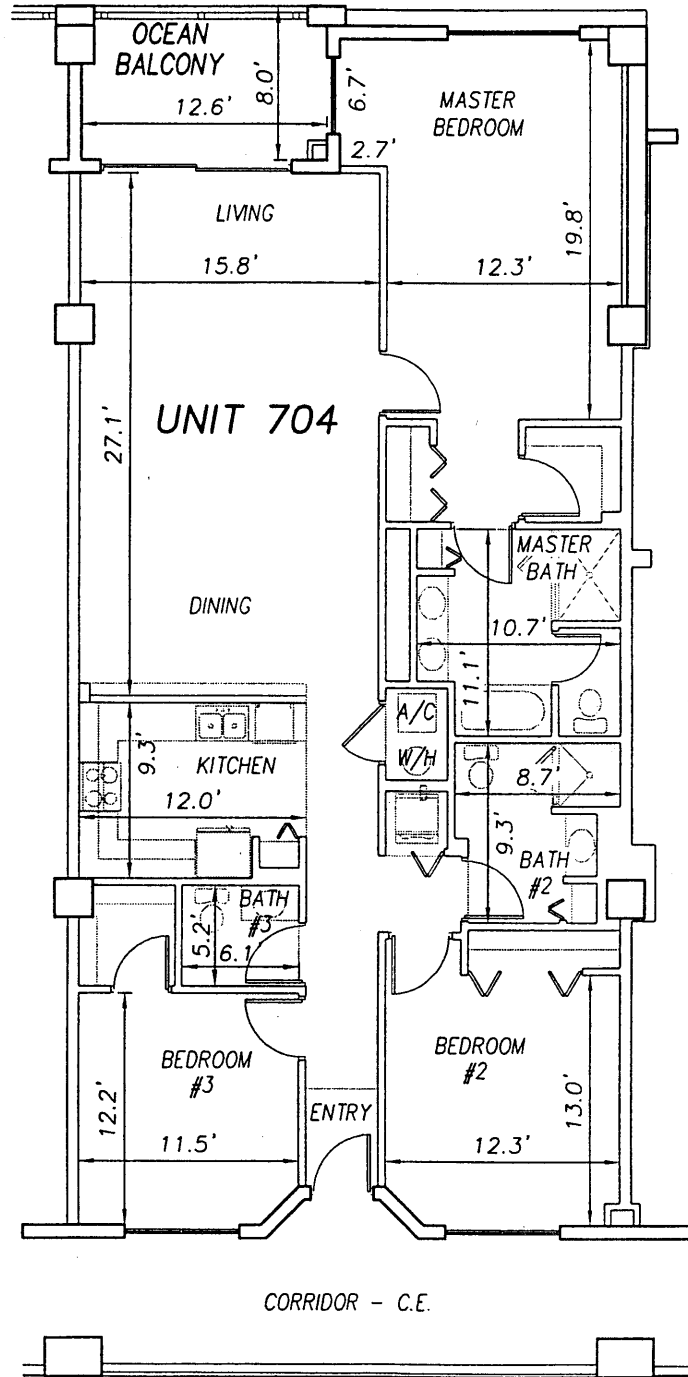 OCEAN
BALCONY
12.6'
8.0'
6.7'
2.7'
MASTER
BEDROOM
19.8'
12.3'
LIVING
15.8'
27.1'
UNIT 704
DINING
MASTER
BATH
10.7'
11.1'
A/C
W/H
KITCHEN
9.3'
12.0'
8.7'
9.3'
BATH
#2
BATH
#3
5.2'
6.1'
BEDROOM
#3
12.2'
11.5'
ENTRY
BEDROOM
#2
13.0'
12.3'
CORRIDOR - C.E.